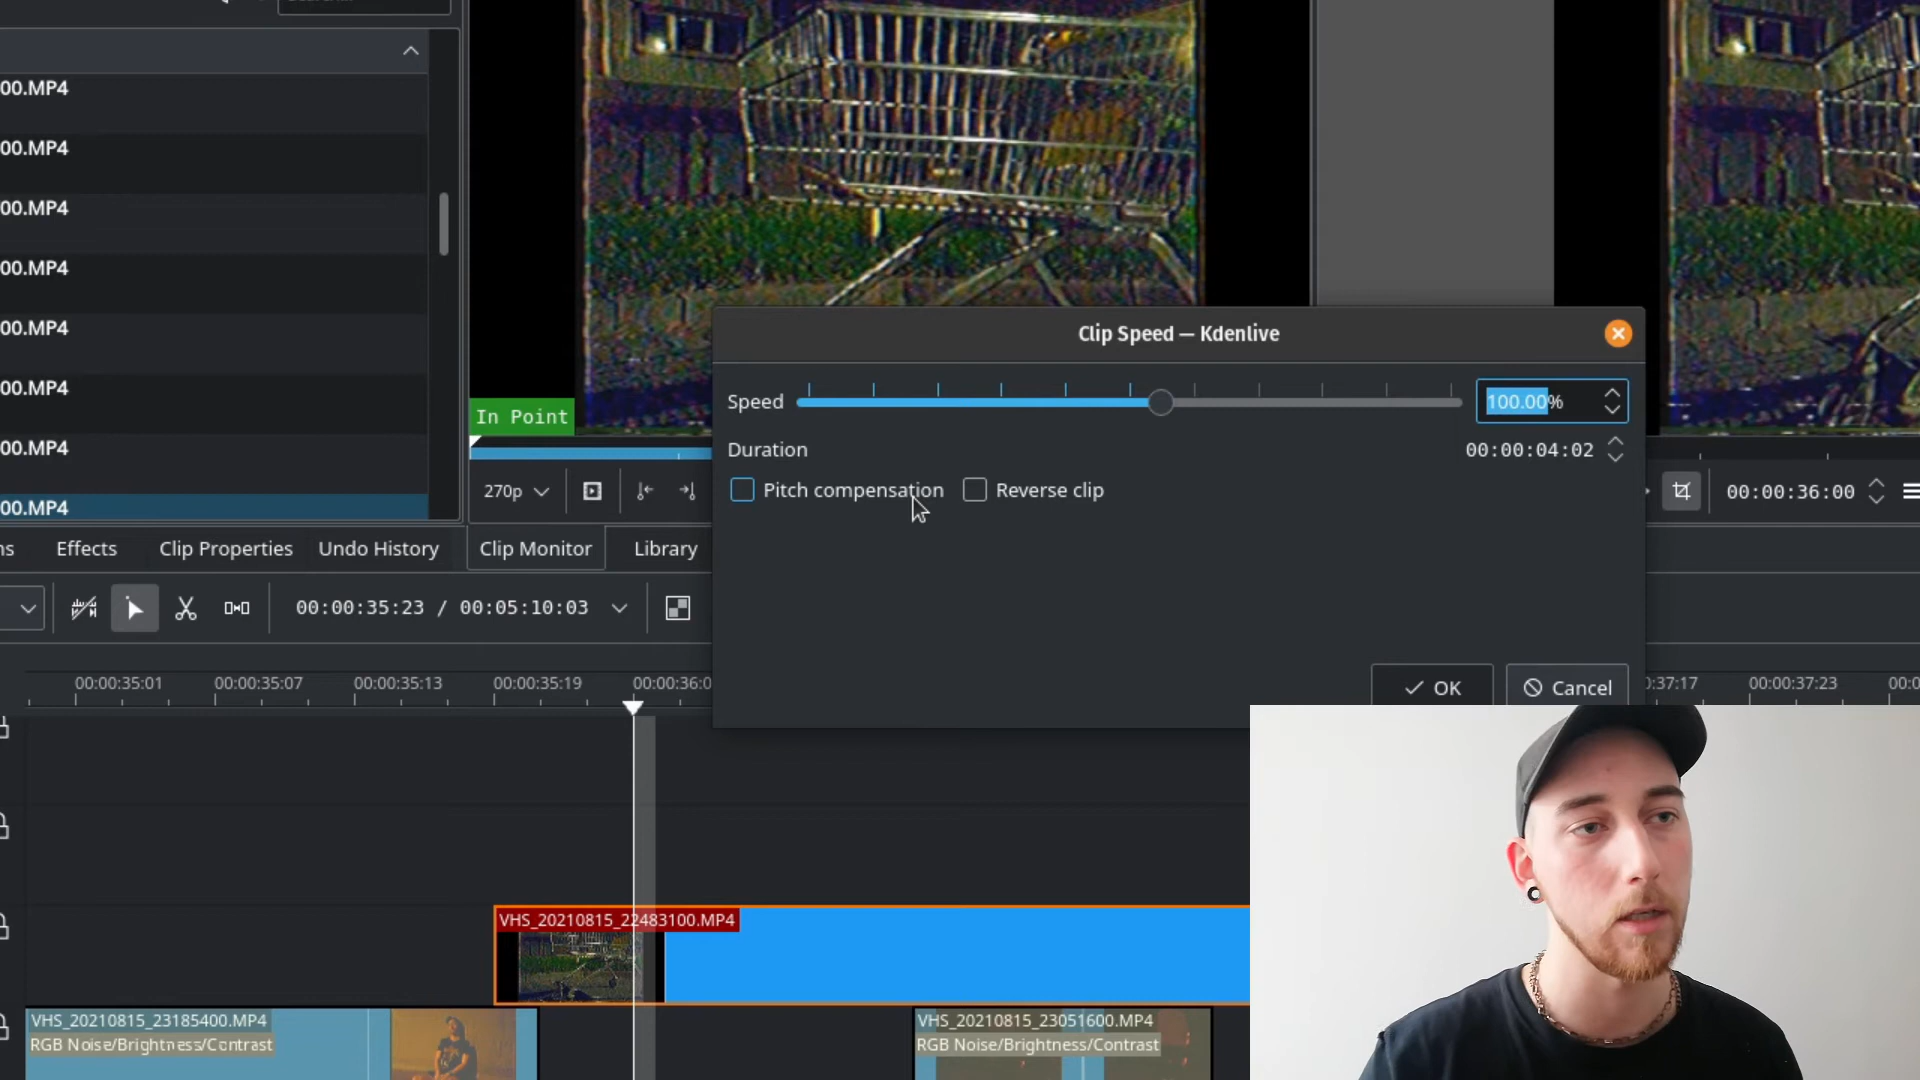 00.MP4
00.MP4
00.MP4
00.MP4
00.MP4
00.MP4
00.MP4
00.MP4
In Point
270p
Clip Speed — Kdenlive
Speed
100.00%
Duration
00:00:04:02
Pitch compensation
Reverse clip
OK
Cancel
00:00:36:00
Effects
Clip Properties
Undo History
Clip Monitor
Library
00:00:35:23 / 00:05:10:03
00:00:35:01
00:00:35:07
00:00:35:13
00:00:35:19
00:00:36:0
:37:17
00:00:37:23
00:0
VHS_20210815_22483100.MP4
VHS_20210815_23185400.MP4
RGB Noise/Brightness/Contrast
VHS_20210815_23051600.MP4
RGB Noise/Brightness/Contrast